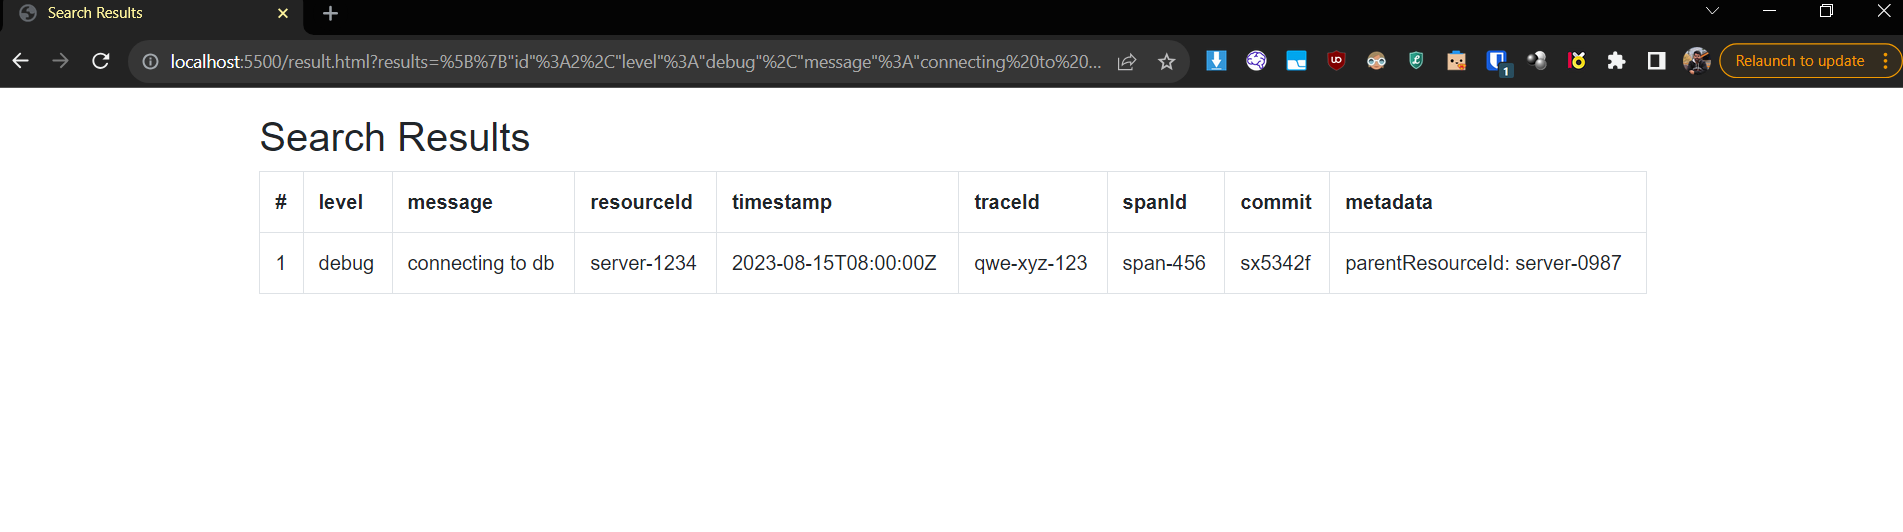 Search Results
localhost:5500/result.html?results=%5B%7B"id"%3A2%2C"level"%3A"debug"%2C"message"%3A"connecting%20to%20...
1
Relaunch to update
Search Results
# level message resourceId timestamp traceId spanId commit metadata
1 debug connecting to db server-1234 2023-08-15T08:00:00Z qwe-xyz-123 span-456 sx5342f parentResourceId: server-0987